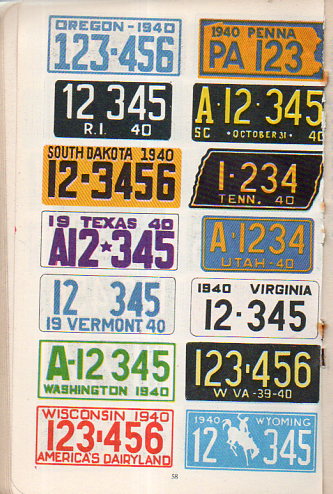 OREGON-1940
123·456
1940 PENNA
PA 123
12 345
R.I. 40
A·12·345
SC •OCTOBER 31• 40
SOUTH DAKOTA 1940
12·3456
1·234
TENN. 40
19 TEXAS 40
A12★345
A·1234
UTAH·40
12 345
19 VERMONT 40
1940 VIRGINIA
12·345
A·12 345
WASHINGTON 1940
123·456
W VA-39-40
WISCONSIN 1940
123·456
AMERICA'S DAIRYLAND
1940 WYOMING
12 345
58